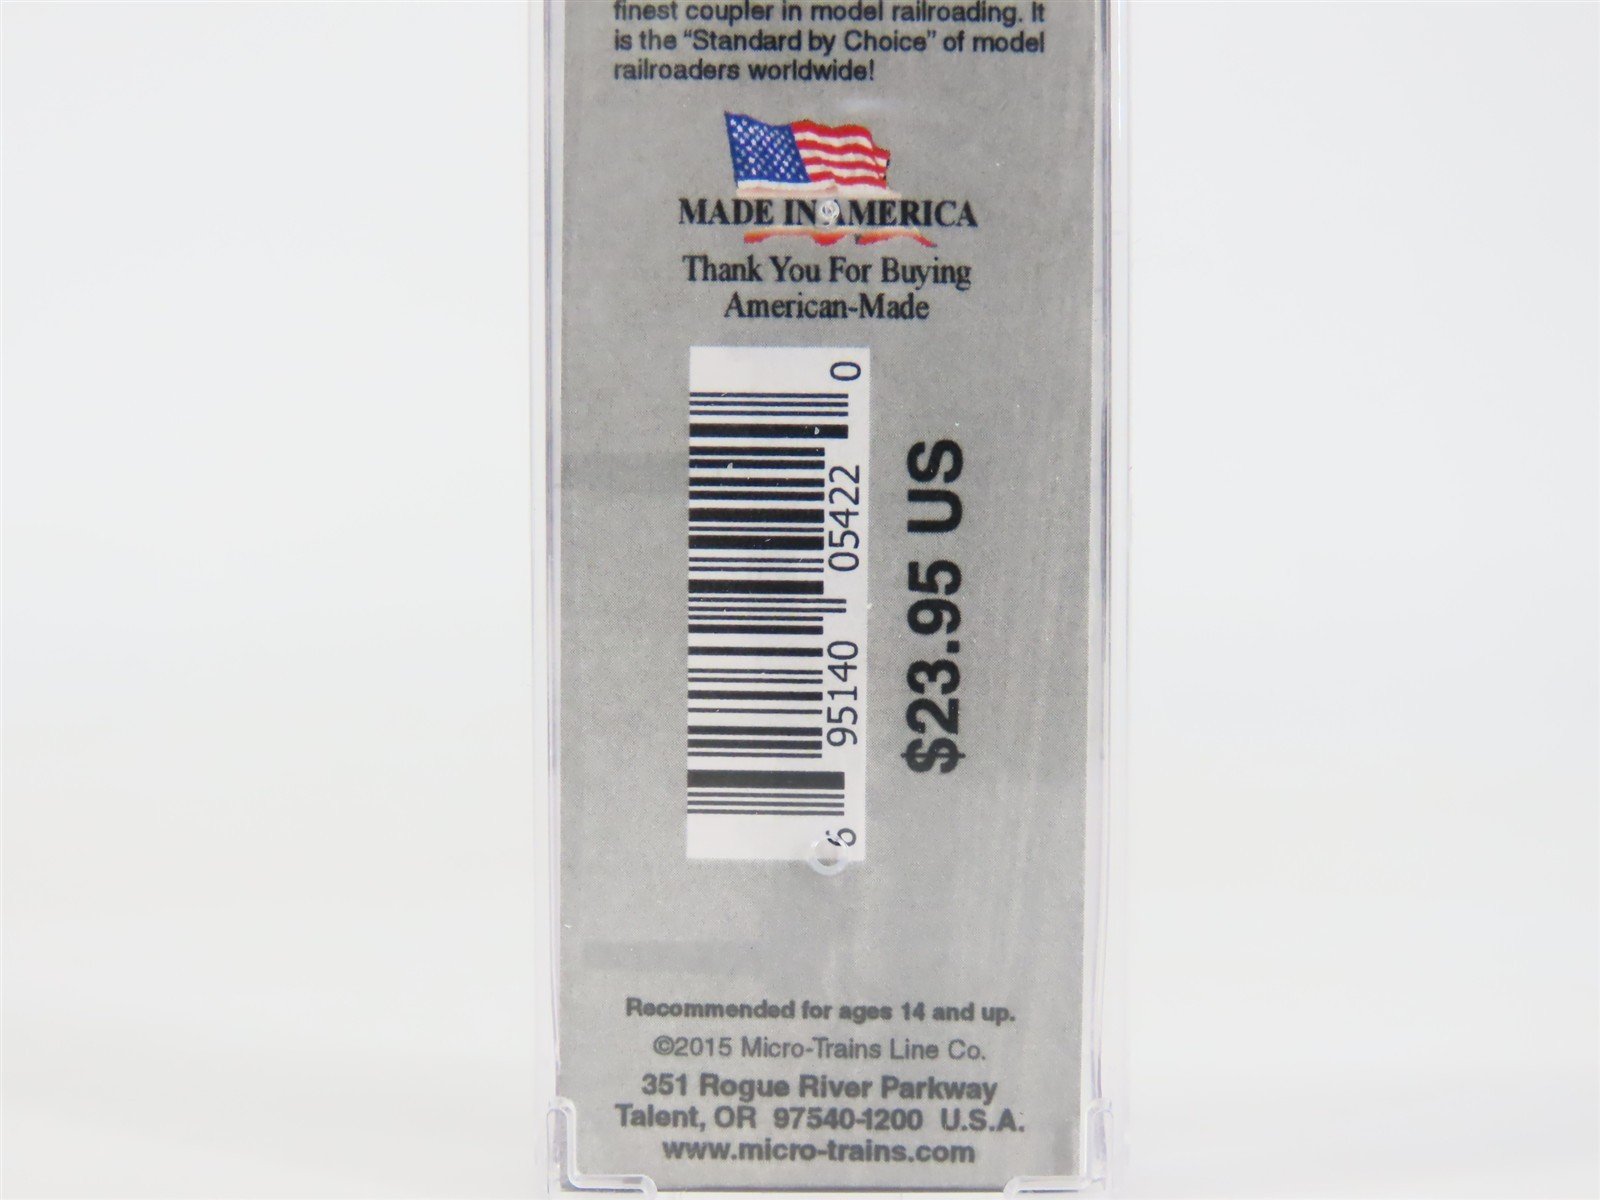 finest coupler in model railroading. It
is the “Standard by Choice” of model
railroaders worldwide!
MADE IN AMERICA
Thank You For Buying
American-Made
6 95140 05422 0
$23.95 US
Recommended for ages 14 and up.
©2015 Micro-Trains Line Co.
351 Rogue River Parkway
Talent, OR 97540-1200 U.S.A.
www.micro-trains.com